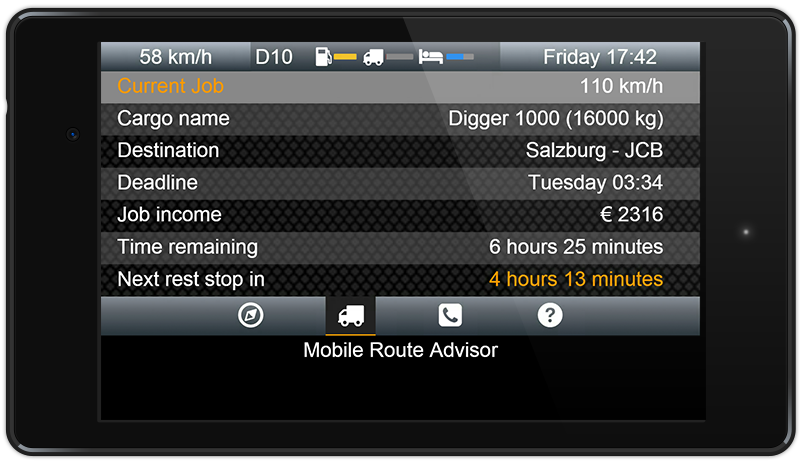 58 km/h D10 Friday 17:42
Current Job 110 km/h
Cargo name Digger 1000 (16000 kg)
Destination Salzburg - JCB
Deadline Tuesday 03:34
Job income € 2316
Time remaining 6 hours 25 minutes
Next rest stop in 4 hours 13 minutes
?
Mobile Route Advisor